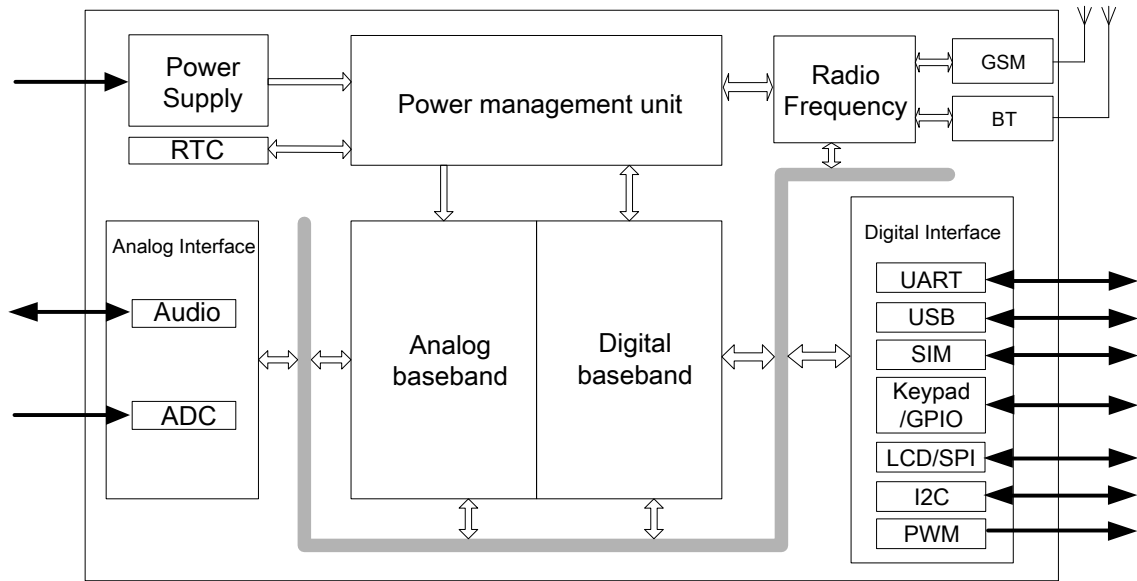 Power
Supply
RTC
Power management unit
Radio
Frequency
GSM
BT
Analog Interface
Audio
ADC
Analog
baseband
Digital
baseband
Digital Interface
UART
USB
SIM
Keypad
/GPIO
LCD/SPI
I2C
PWM